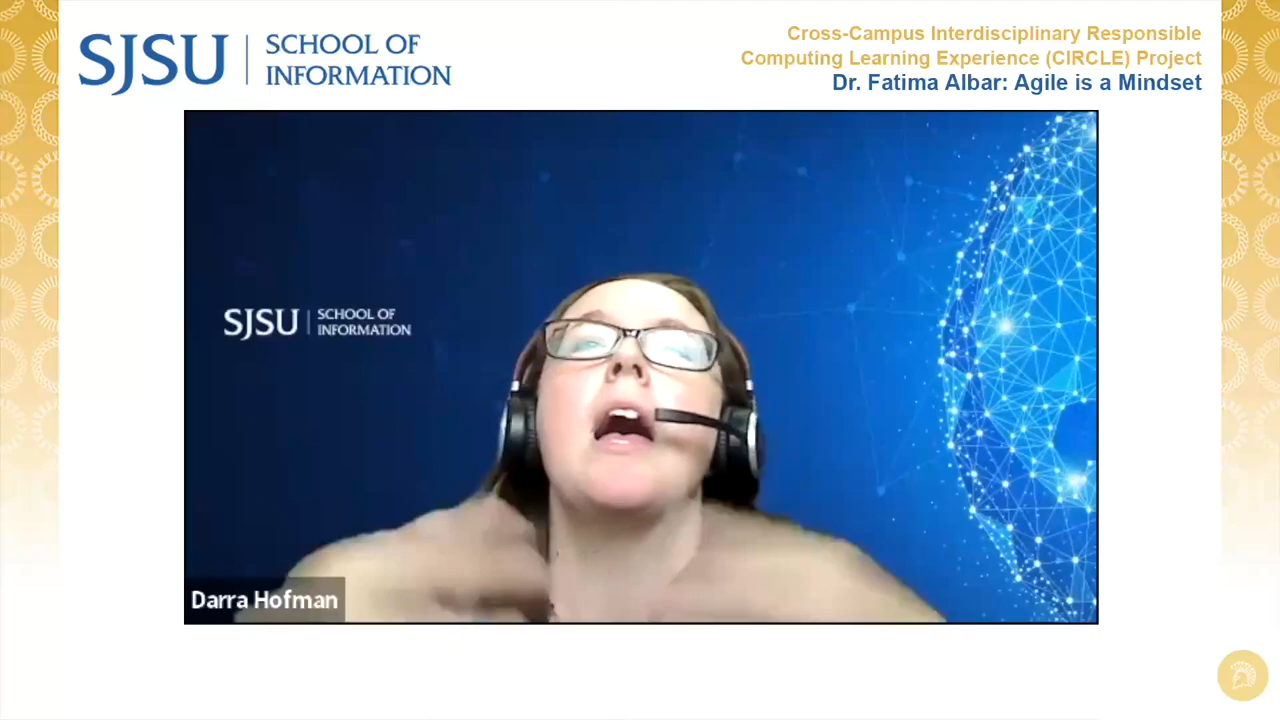 SJSU
SCHOOL OF
INFORMATION
Cross-Campus Interdisciplinary Responsible
Computing Learning Experience (CIRCLE) Project
Dr. Fatima Albar: Agile is a Mindset
SJSU
SCHOOL OF
INFORMATION
Darra Hofman